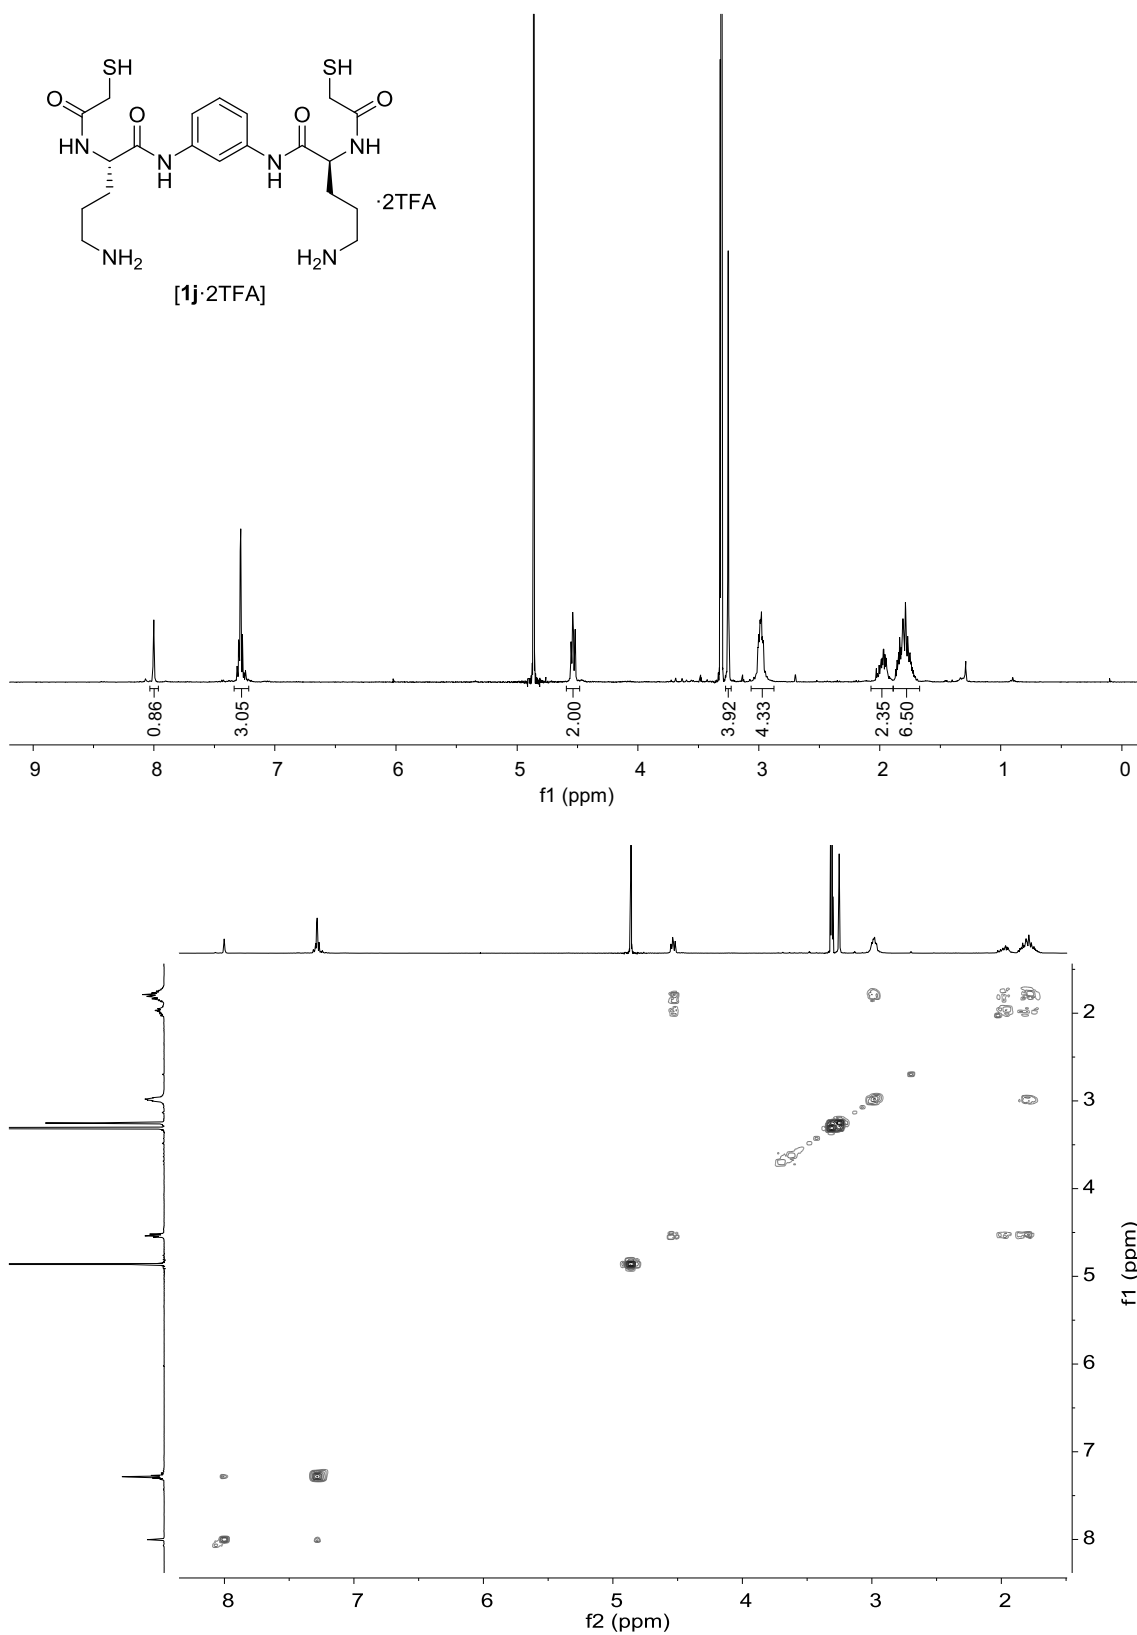 SH
SH
O
O
O
O
HN
NH
N
H
N
H
·2TFA
NH2
H2N
[1j·2TFA]
0.86
3.05
2.00
3.92
4.33
2.35
6.50
9 8 7 6 5 4 3 2 1 0
f1 (ppm)
2
3
4
5
6
7
8
f1 (ppm)
8 7 6 5 4 3 2
f2 (ppm)